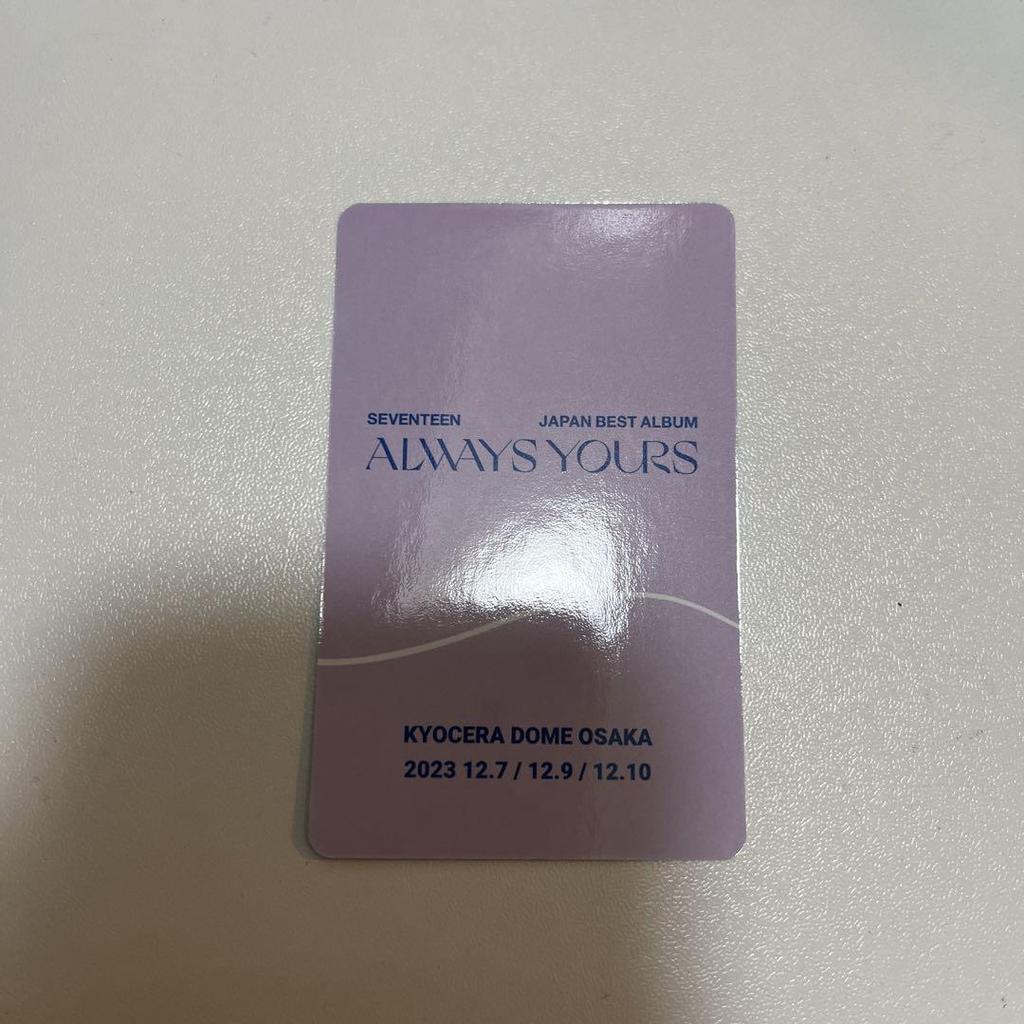 SEVENTEEN JAPAN BEST ALBUM
ALWAYS YOURS
KYOCERA DOME OSAKA
2023 12.7 / 12.9 / 12.10